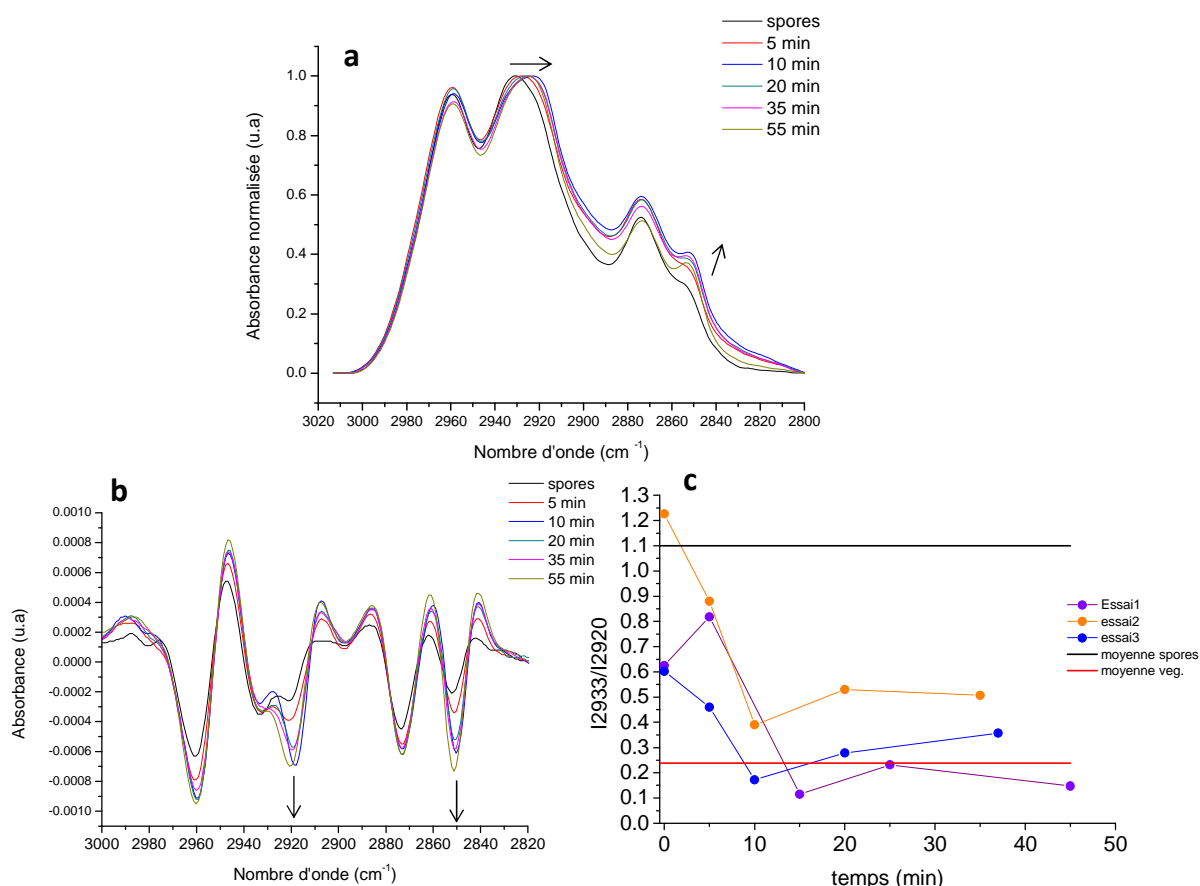 a
spores
5 min
10 min
20 min
35 min
55 min
1.0
0.8
0.6
0.4
0.2
0.0
Absorbance normalisée (u.a)
3020 3000 2980 2960 2940 2920 2900 2880 2860 2840 2820 2800
Nombre d'onde (cm -1)
b
spores
5 min
10 min
20 min
35 min
55 min
0.0010
0.0008
0.0006
0.0004
0.0002
0.0000
-0.0002
-0.0004
-0.0006
-0.0008
-0.0010
Absorbance (u.a)
3000 2980 2960 2940 2920 2900 2880 2860 2840 2820
Nombre d'onde (cm-1)
c
1.3
1.2
1.1
1.0
0.9
0.8
0.7
0.6
0.5
0.4
0.3
0.2
0.1
0.0
I2933/I2920
Essai1
essai2
essai3
moyenne spores
moyenne veg.
0 10 20 30 40 50
temps (min)